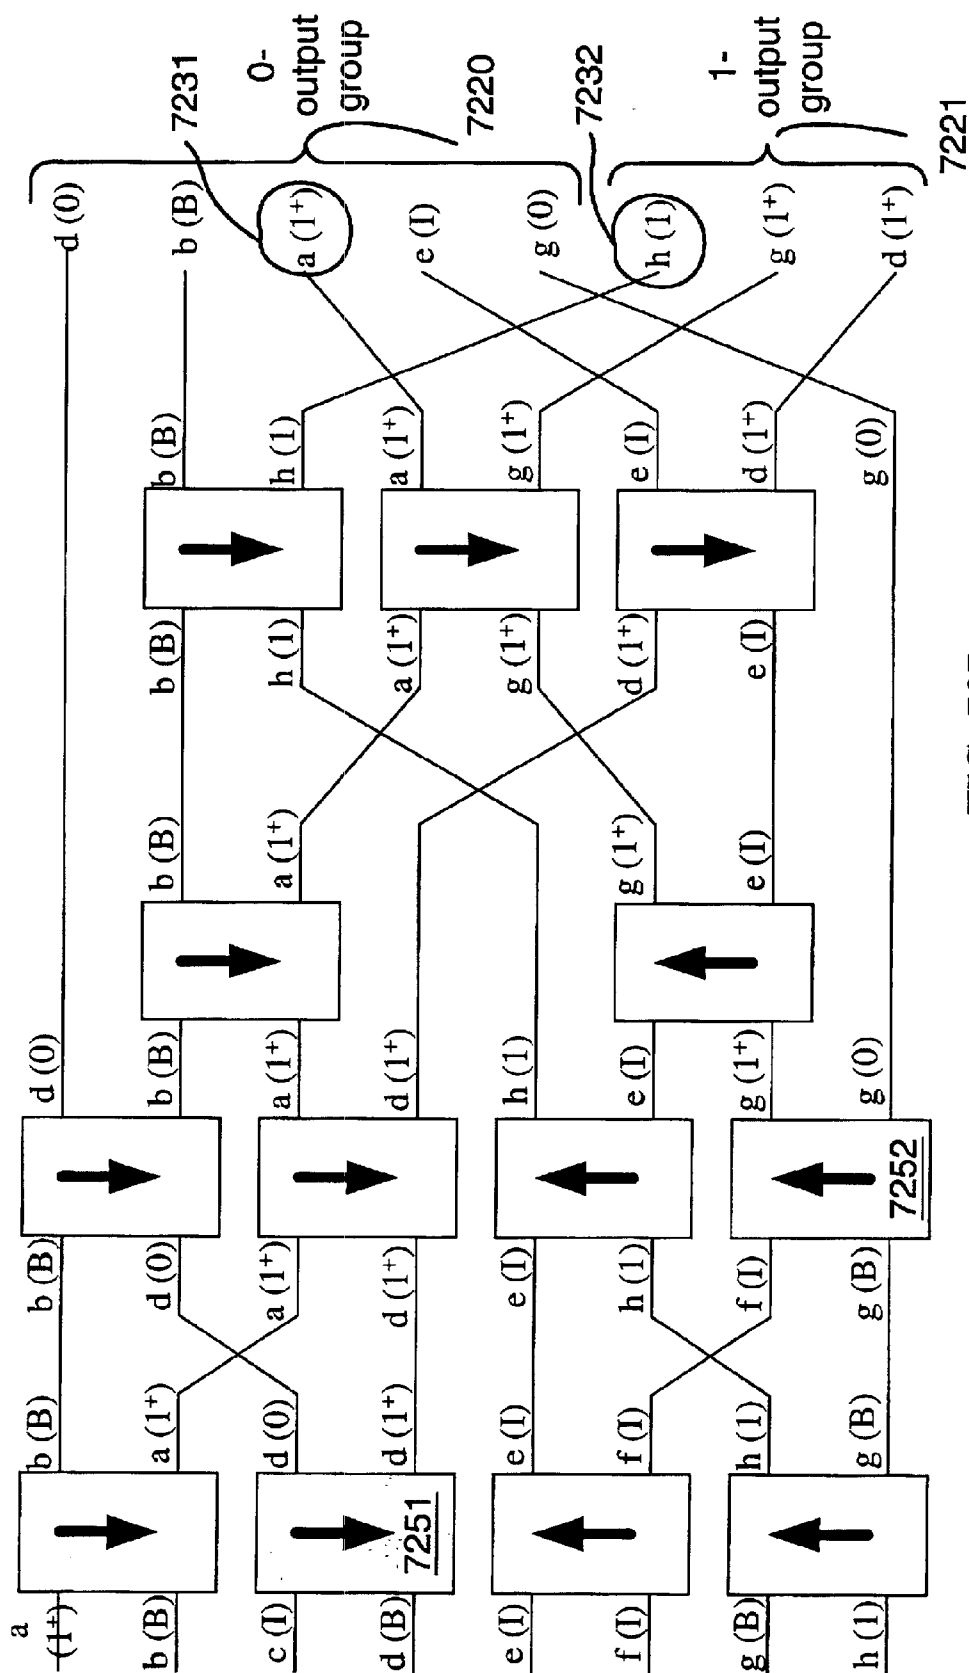 a
(1+)
b (B)
c (I)
d (B)
e (I)
f (I)
g (B)
h (1)
7251
b (B)
a (1+)
d (0)
d (1+)
e (I)
f (I)
h (1)
g (B)
b (B)
d (0)
a (1+)
d (1+)
e (I)
h (1)
f (I)
g (B)
7252
d (0)
b (B)
a (1+)
d (1+)
h (1)
e (I)
g (1+)
g (0)
b (B)
a (1+)
g (1+)
e (I)
b (B)
h (1)
a (1+)
g (1+)
d (1+)
e (I)
b (B)
h (1)
a (1+)
g (1+)
e (I)
d (1+)
g (0)
d (0)
b (B)
a (1+)
e (I)
g (0)
h (1)
g (1+)
d (1+)
7231
0-
output
group
7220
7232
1-
output
group
7221